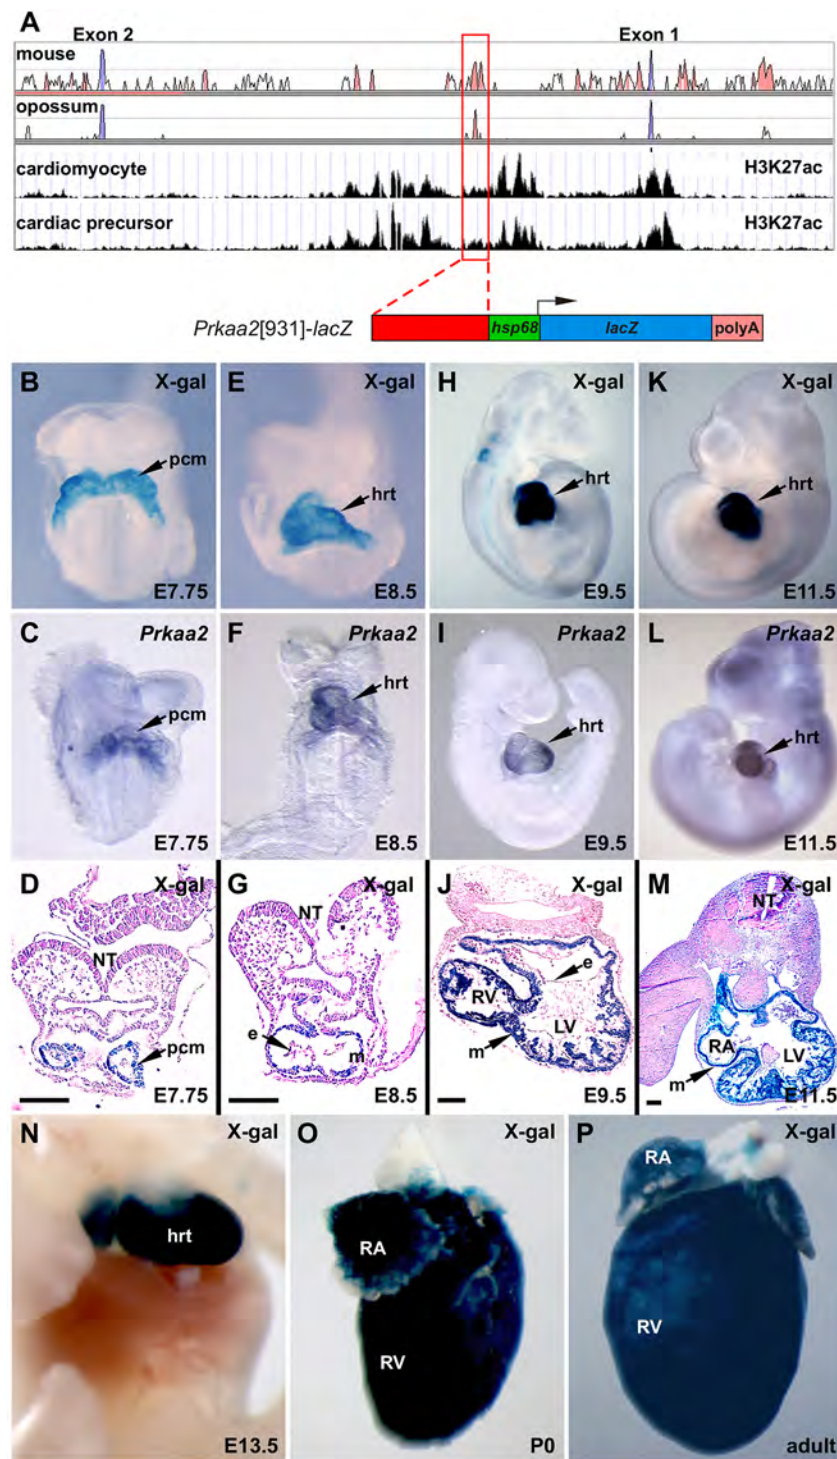 A
Exon 2
Exon 1
mouse
opossum
cardiomyocyte
H3K27ac
cardiac precursor
H3K27ac
Prkaa2[931]-lacZ
hsp68
lacZ
polyA
B
X-gal
pcm
E7.75
E
X-gal
hrt
E8.5
H
X-gal
hrt
E9.5
K
X-gal
hrt
E11.5
C
pcm
E7.75
F
hrt
E8.5
I
Prkaa2
hrt
E9.5
L
Prkaa2
hrt
E11.5
D
X-gal
NT
pcm
E7.75
G
X-gal
NT
e
m
E8.5
J
X-gal
e
RV
LV
m
E9.5
M
X-gal
NT
RA
LV
m
E11.5
N
X-gal
hrt
E13.5
O
X-gal
RA
RV
P0
P
X-gal
RA
RV
adult